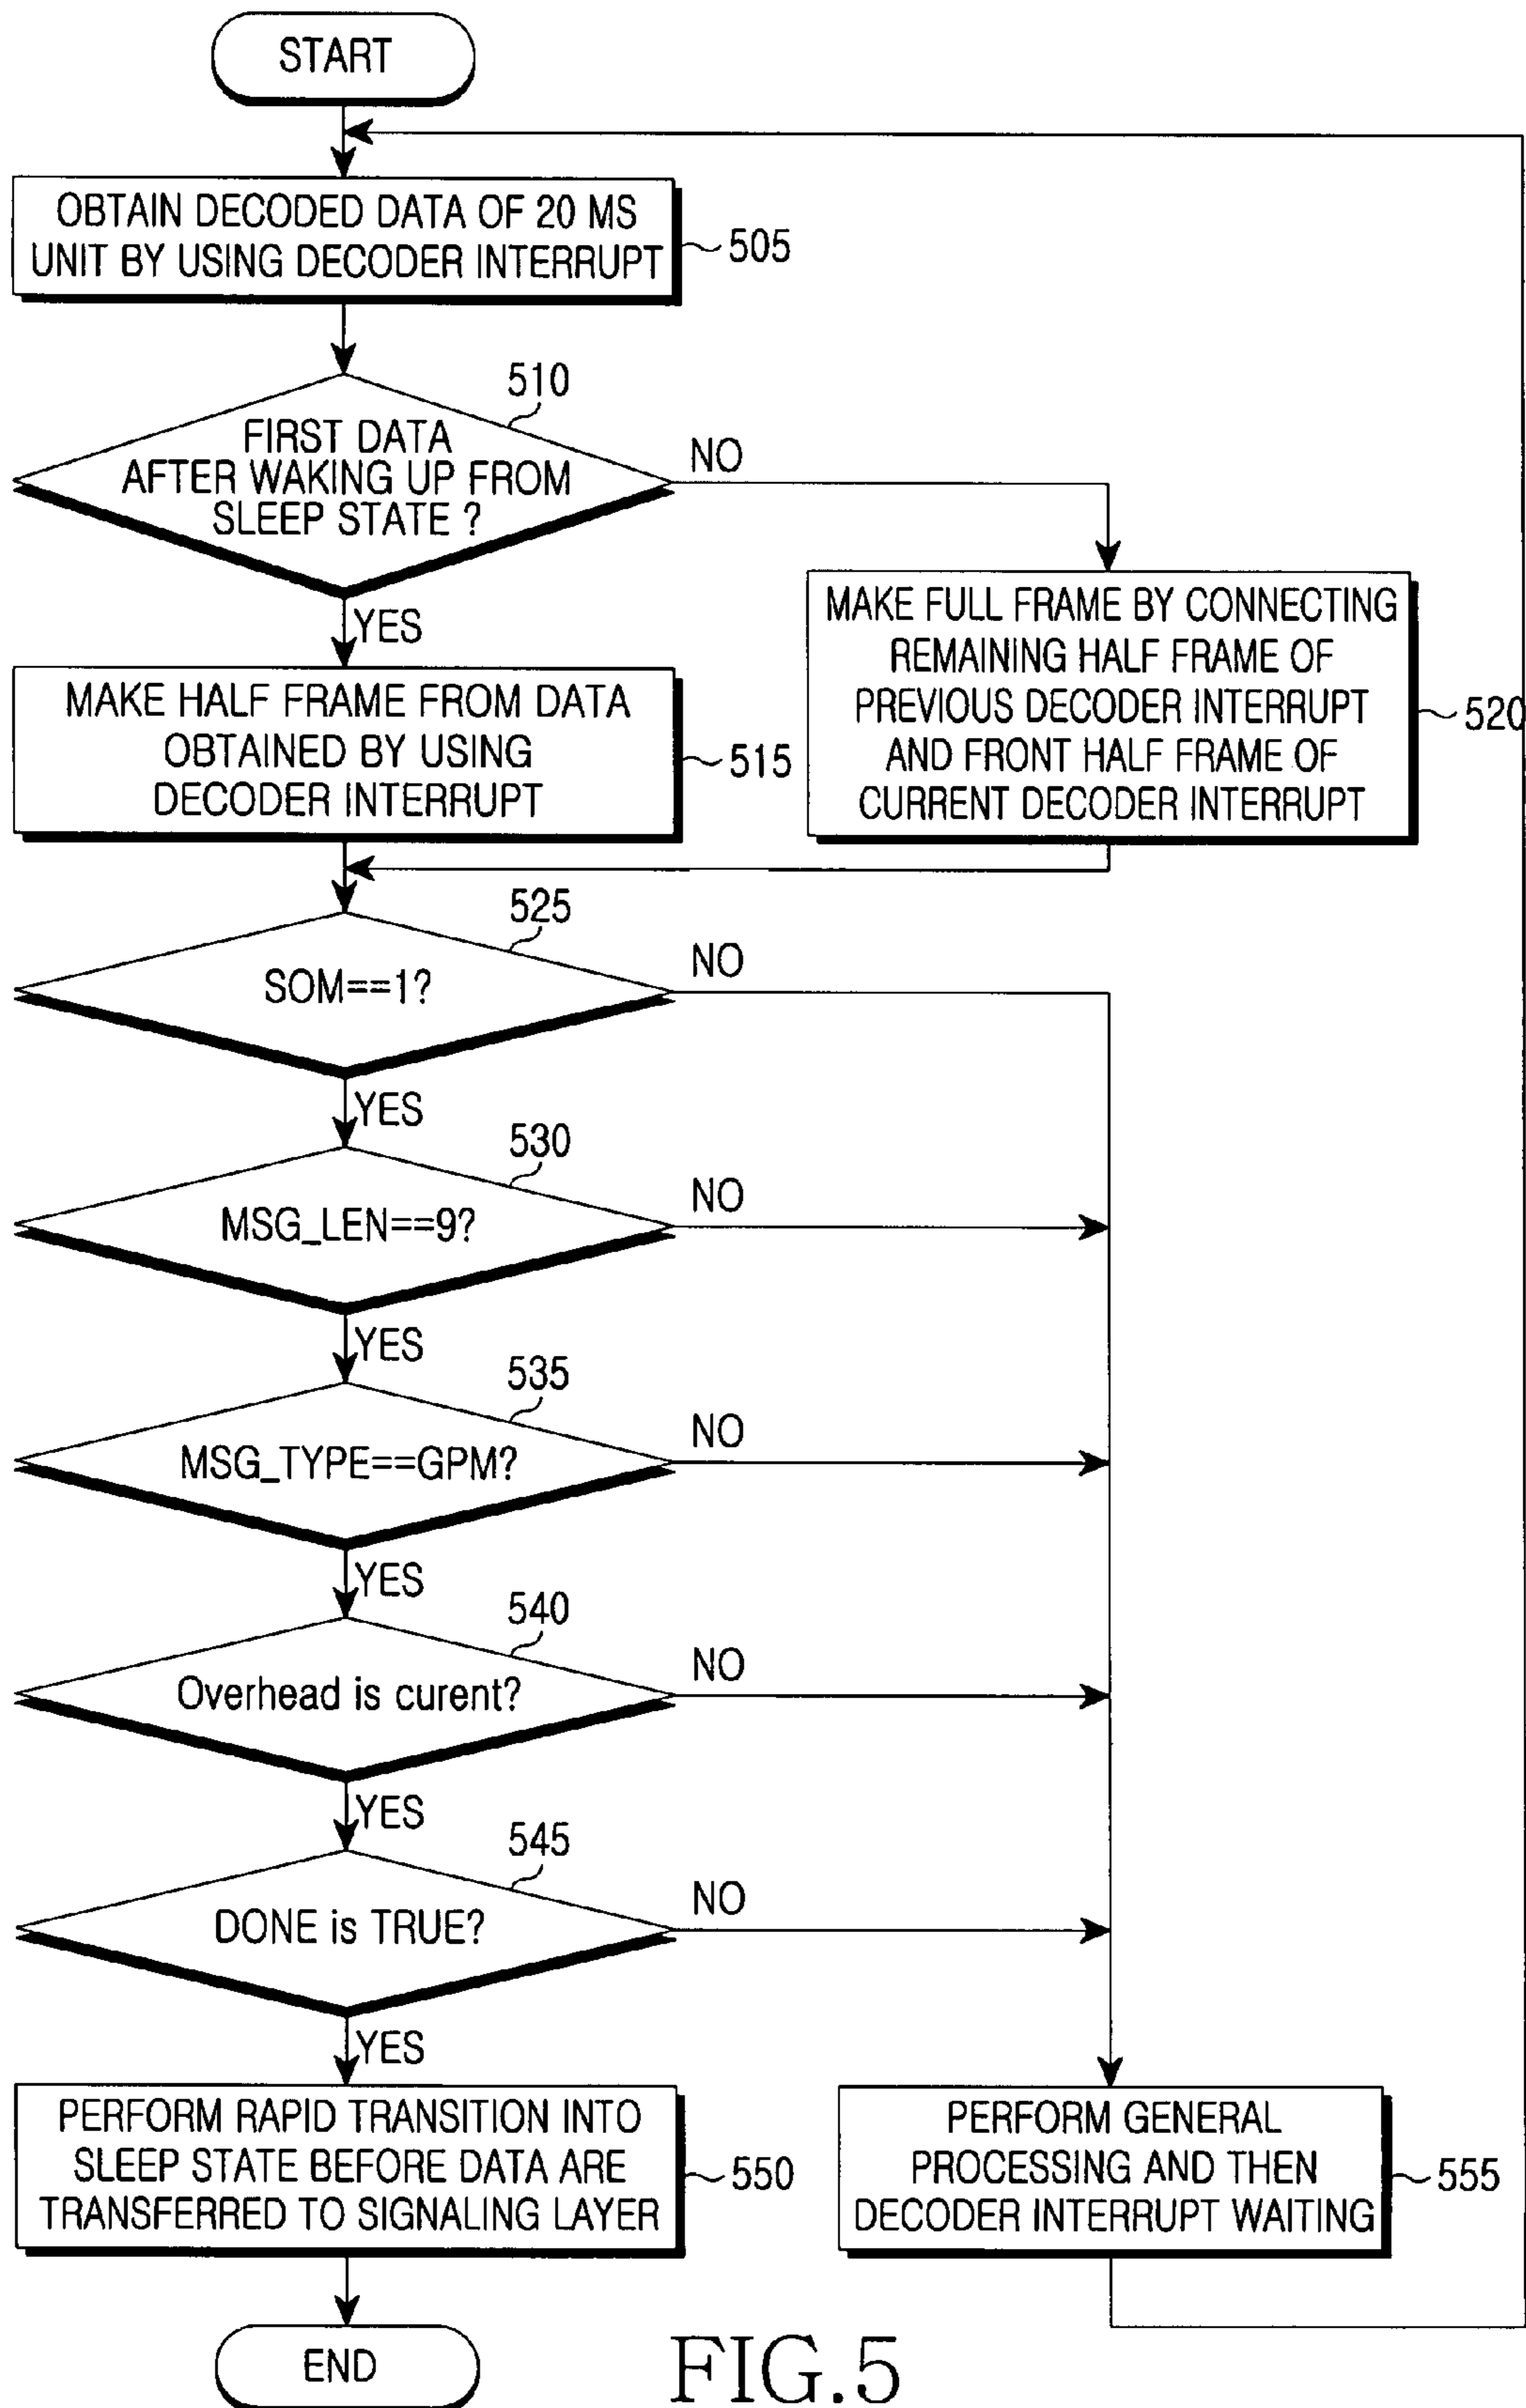 START
OBTAIN DECODED DATA OF 20 MS
UNIT BY USING DECODER INTERRUPT
505
510
FIRST DATA
AFTER WAKING UP FROM
SLEEP STATE ?
NO
YES
MAKE HALF FRAME FROM DATA
OBTAINED BY USING
DECODER INTERRUPT
515
MAKE FULL FRAME BY CONNECTING
REMAINING HALF FRAME OF
PREVIOUS DECODER INTERRUPT
AND FRONT HALF FRAME OF
CURRENT DECODER INTERRUPT
520
525
SOM==1?
NO
YES
530
MSG_LEN==9?
NO
YES
535
MSG_TYPE==GPM?
NO
YES
540
Overhead is curent?
NO
YES
545
DONE is TRUE?
NO
YES
PERFORM RAPID TRANSITION INTO
SLEEP STATE BEFORE DATA ARE
TRANSFERRED TO SIGNALING LAYER
550
PERFORM GENERAL
PROCESSING AND THEN
DECODER INTERRUPT WAITING
555
END
FIG.5